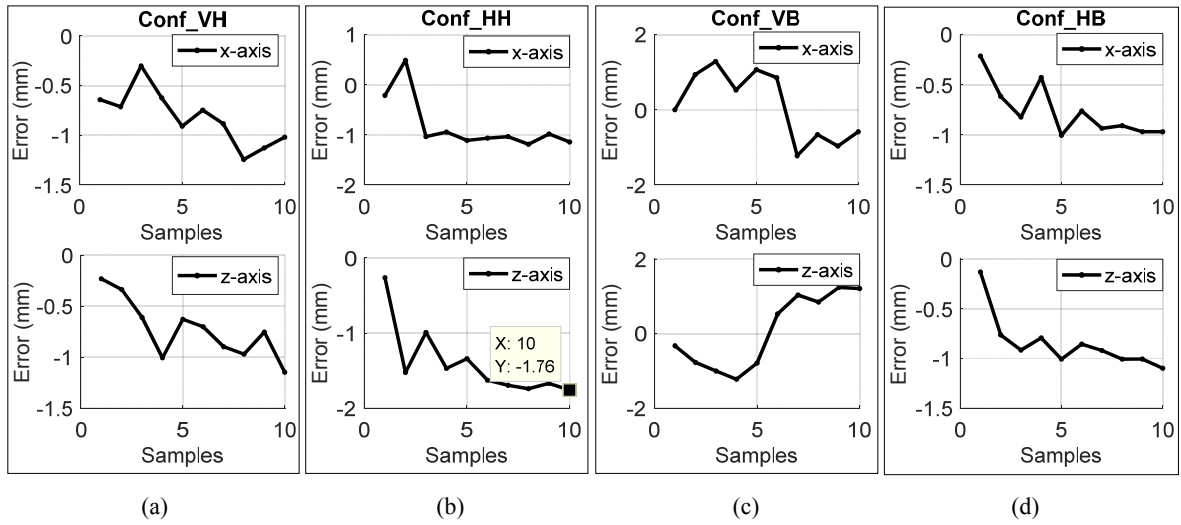 Conf_VH
0
-0.5
-1
-1.5
Error (mm)
x-axis
0
5
10
Samples
0
-0.5
-1
-1.5
Error (mm)
z-axis
0
5
10
Samples
(a)
Conf_HH
1
0
-1
-2
Error (mm)
x-axis
0
5
10
Samples
0
-1
-2
Error (mm)
z-axis
X: 10
Y: -1.76
0
5
10
Samples
(b)
Conf_VB
2
0
-2
Error (mm)
x-axis
0
5
10
Samples
2
0
-2
Error (mm)
z-axis
0
5
10
Samples
(c)
Conf_HB
0
-0.5
-1
-1.5
Error (mm)
x-axis
0
5
10
Samples
0
-0.5
-1
-1.5
Error (mm)
z-axis
0
5
10
Samples
(d)